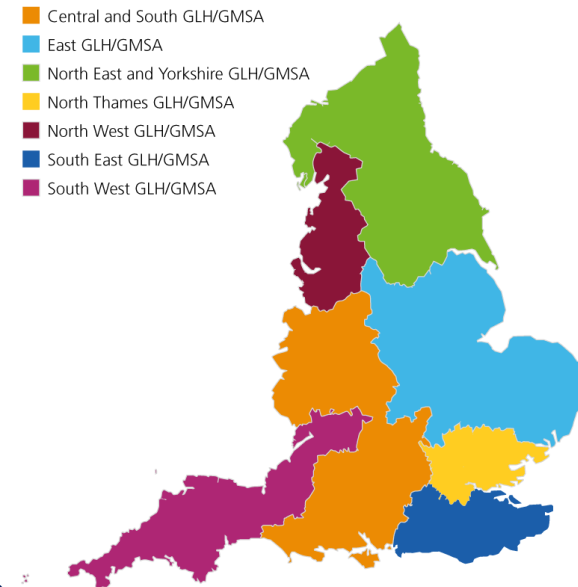 Central and South GLH/GMSA
East GLH/GMSA
North East and Yorkshire GLH/GMSA
North Thames GLH/GMSA
North West GLH/GMSA
South East GLH/GMSA
South West GLH/GMSA